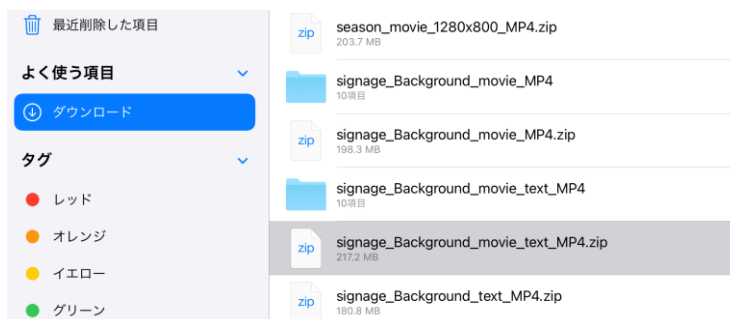 最近削除した項目
よく使う項目
ダウンロード
タグ
レッド
オレンジ
イエロー
グリーン
zip
season_movie_1280x800_MP4.zip
203.7 MB
signage_Background_movie_MP4
10項目
zip
signage_Background_movie_MP4.zip
198.3 MB
signage_Background_movie_text_MP4
10項目
zip
signage_Background_movie_text_MP4.zip
217.2 MB
zip
signage_Background_text_MP4.zip
180.8 MB